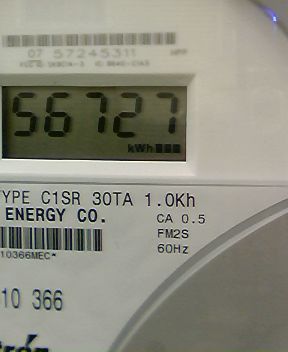 07 57245311
56727
kWh
TYPE C1SR 30TA 1.0Kh
ENERGY CO.
CA 0.5
FM2S
60Hz
10366MEC*
10 366